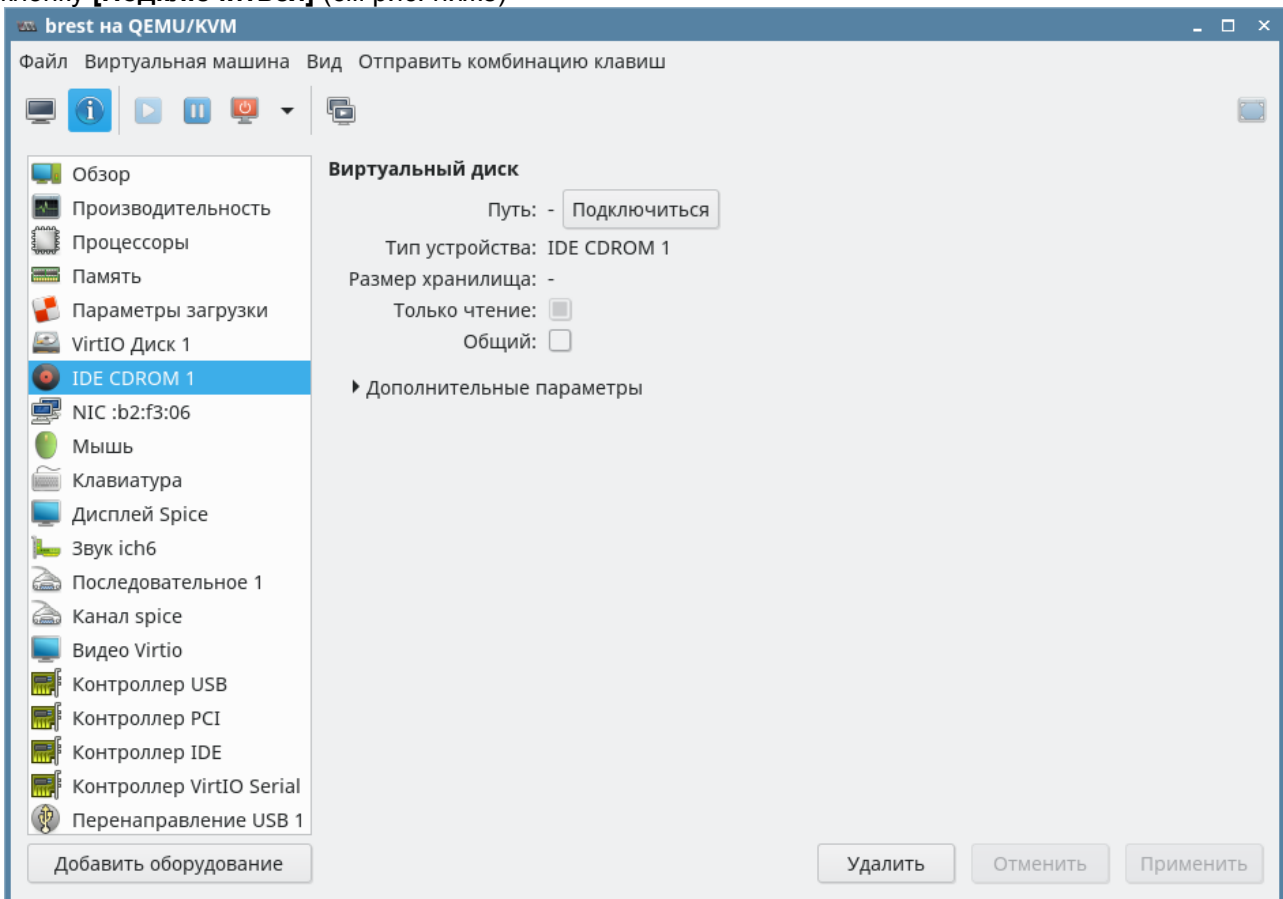 brest на QEMU/KVM
Файл Виртуальная машина Вид Отправить комбинацию клавиш
Обзор
Производительность
Процессоры
Память
Параметры загрузки
VirtIO Диск 1
IDE CDROM 1
NIC :b2:f3:06
Мышь
Клавиатура
Дисплей Spice
Звук ich6
Последовательное 1
Канал spice
Видео Virtio
Контроллер USB
Контроллер PCI
Контроллер IDE
Контроллер VirtIO Serial
Перенаправление USB 1
Добавить оборудование
Виртуальный диск
Путь: - Подключиться
Тип устройства: IDE CDROM 1
Размер хранилища: -
Только чтение:
Общий:
Дополнительные параметры
Удалить Отменить Применить